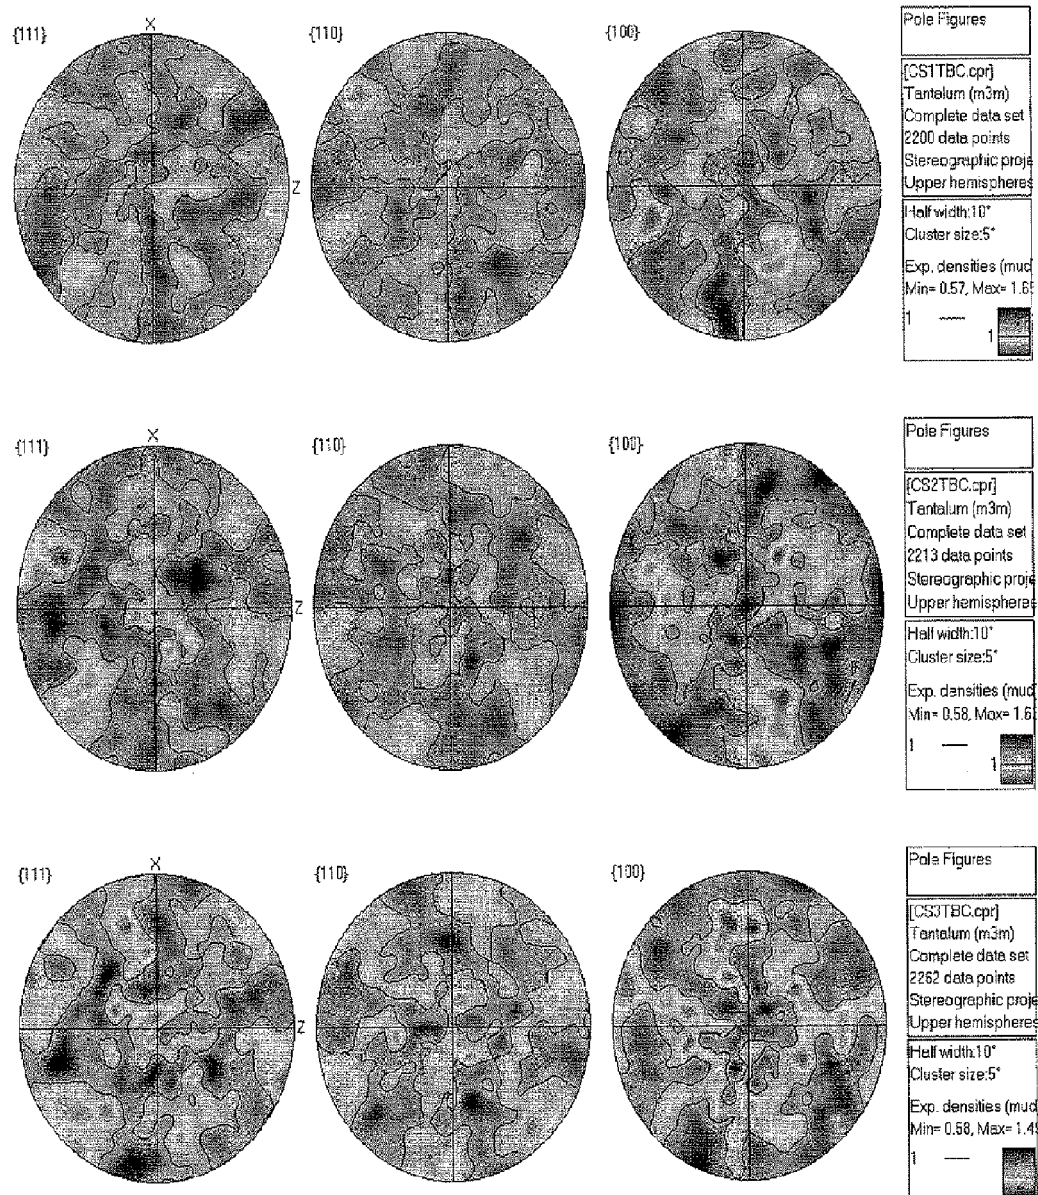 {111}
X
Z
{110}
{100}
Pole Figures
[CS1TBC.cpr]
Tantalum (m3m)
Complete data set
2200 data points
Stereographic proje
Upper hemispheres
Half width:10°
Cluster size:5°
Exp. densities (mud
Min= 0.57, Max= 1.6
1
1
{111}
X
Z
{110}
{100}
Pole Figures
[CS2TBC.cpr]
Tantalum (m3m)
Complete data set
2213 data points
Stereographic proje
Upper hemispheres
Half width:10°
Cluster size:5°
Exp. densities (mud
Min= 0.58, Max= 1.6
1
1
{111}
X
Z
{110}
{100}
Pole Figures
[CS3TBC.cpr]
Tantalum (m3m)
Complete data set
2262 data points
Stereographic proje
Upper hemispheres
Half width:10°
Cluster size:5°
Exp. densities (mud
Min= 0.58, Max= 1.4
1